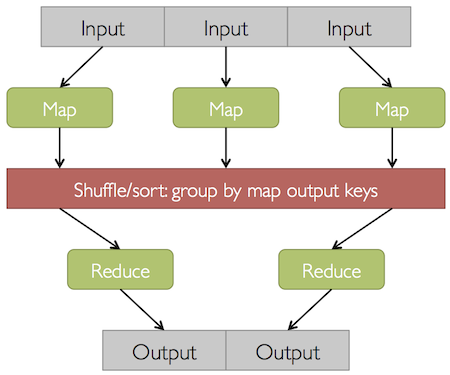 Input Input Input
Map Map Map
Shuffle/sort: group by map output keys
Reduce Reduce
Output Output